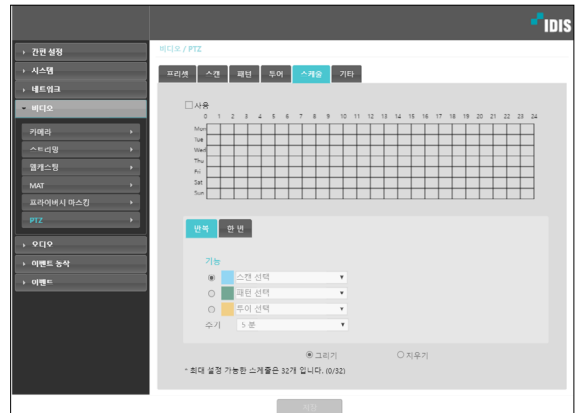 IDIS
비디오 / PTZ
간편 설정
시스템
네트워크
비디오
카메라
스트리밍
웹캐스팅
MAT
프라이버시 마스킹
PTZ
오디오
이벤트 동작
이벤트
프리셋 스캔 패턴 투어 스케줄 기타
사용
0 1 2 3 4 5 6 7 8 9 10 11 12 13 14 15 16 17 18 19 20 21 22 23 24
Mon
Tue
Wed
Thu
Fri
Sat
Sun
반복 한 번
기능
스캔 선택
패턴 선택
투어 선택
주기 5 분
그리기 지우기
* 최대 설정 가능한 스케줄은 32개 입니다. (0/32)
저장